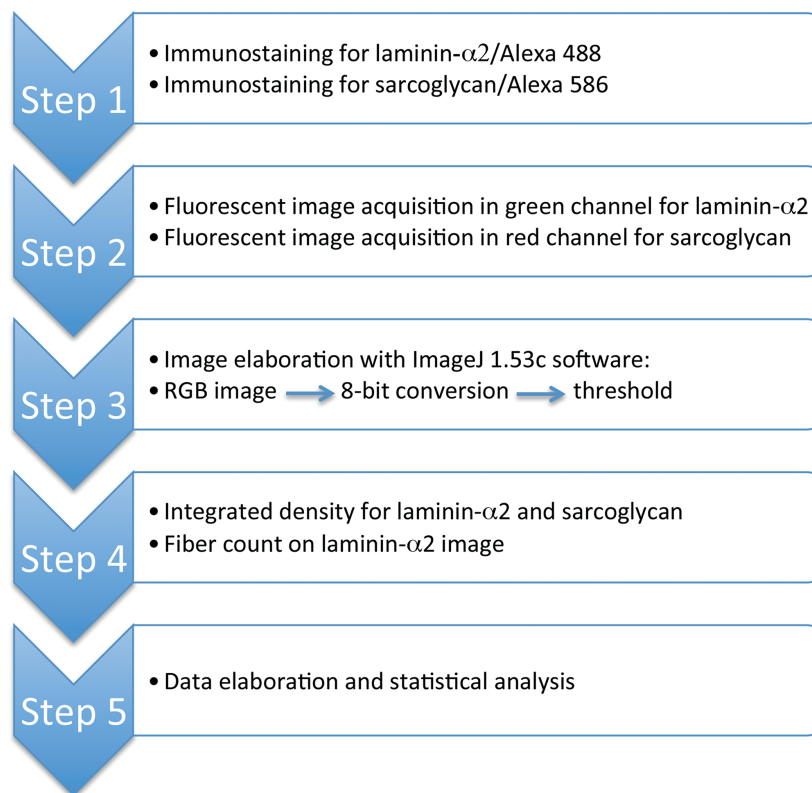 Step 1
• Immunostaining for laminin-α2/Alexa 488
• Immunostaining for sarcoglycan/Alexa 586
Step 2
• Fluorescent image acquisition in green channel for laminin-α2
• Fluorescent image acquisition in red channel for sarcoglycan
Step 3
• Image elaboration with ImageJ 1.53c software:
• RGB image → 8-bit conversion → threshold
Step 4
• Integrated density for laminin-α2 and sarcoglycan
• Fiber count on laminin-α2 image
Step 5
• Data elaboration and statistical analysis